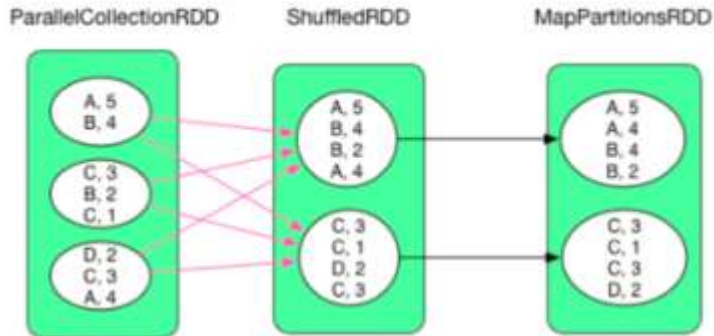 ParallelCollectionRDD ShuffledRDD MapPartitionsRDD
A, 5
B, 4
C, 3
B, 2
C, 1
D, 2
C, 3
A, 4
A, 5
B, 4
B, 2
A, 4
C, 3
C, 1
D, 2
C, 3
A, 5
A, 4
B, 4
B, 2
C, 3
C, 1
C, 3
D, 2